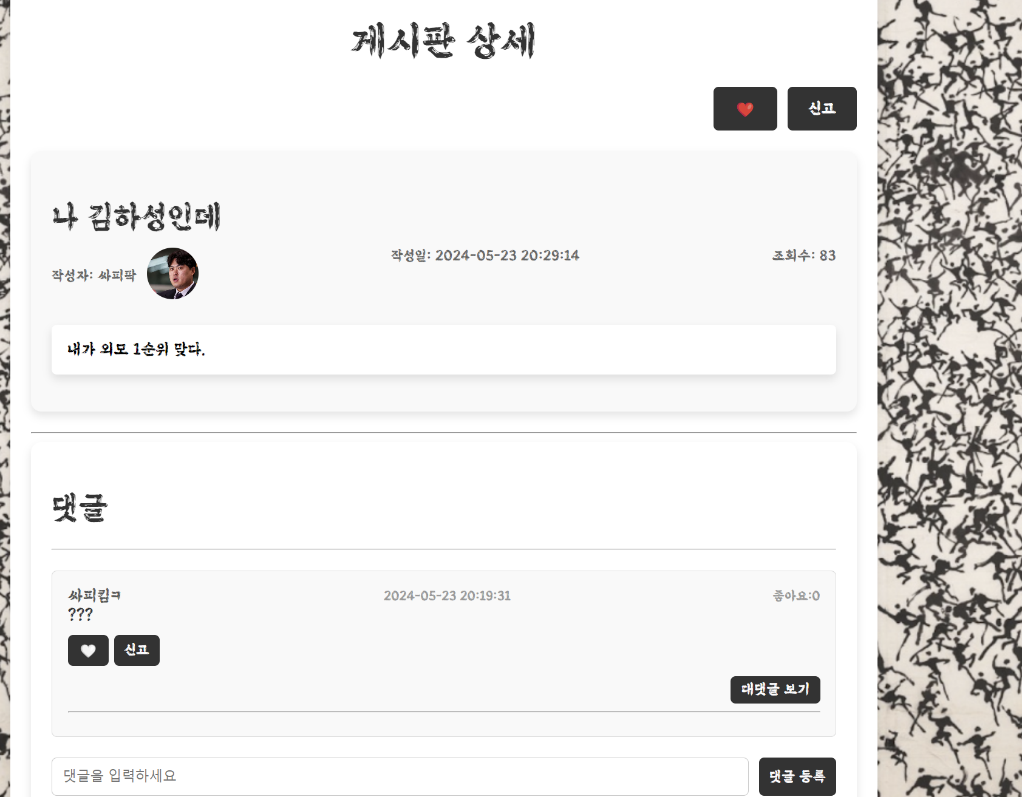 게시판 상세
신고
나 김하성인데
작성자: 싸피팍
작성일: 2024-05-23 20:29:14
조회수: 83
내가 외모 1순위 맞다.
댓글
싸피킴ㅋ
2024-05-23 20:19:31
좋아요:0
???
신고
대댓글 보기
댓글을 입력하세요
댓글 등록